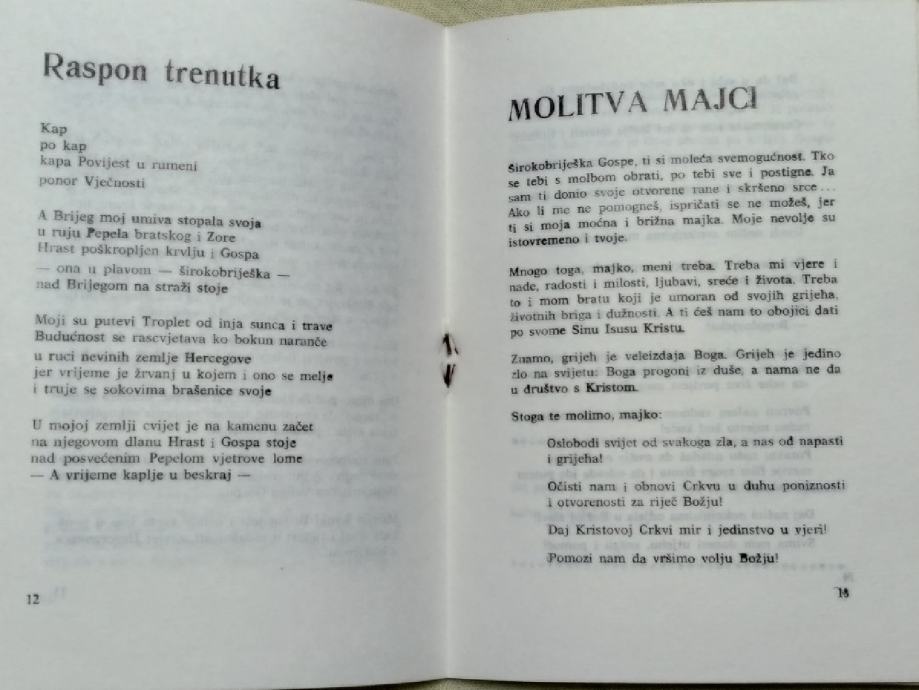 Raspon trenutka
Kap
po kap
kapa Povijest u rumeni
ponor Vječnosti
A Brijeg moj umiva stopala svoja
u ruju Pepela bratskog i Zore
Hrast poškropljen krvlju i Gospa
— ona u plavom — širokobriješka —
nad Brijegom na straži stoje
Moji su putevi Troplet od inja sunca i trave
Budućnost se rascvjetava ko bokun naranče
u ruci nevinih zemlje Hercegove
jer vrijeme je žrvanj u kojem i ono se melje
i truje se sokovima brašenice svoje
U mojoj zemlji cvijet je na kamenu začet
na njegovom dlanu Hrast i Gospa stoje
nad posvećenim Pepelom vjetrove lome
— A vrijeme kaplje u beskraj —
12
MOLITVA MAJCI
Širokobriješka Gospe, ti si moleća svemogućnost. Tko
se tebi s molbom obrati, po tebi sve i postigne. Ja
sam ti donio svoje otvorene rane i skršeno srce...
Ako li me ne pomogneš, ispričati se ne možeš, jer
ti si moja moćna i brižna majka. Moje nevolje su
istovremeno i tvoje.
Mnogo toga, majko, meni treba. Treba mi vjere i
nade, radosti i milosti, ljubavi, sreće i života. Treba
to i mom bratu koji je umoran od svojih grijeha,
životnih briga i dužnosti. A ti ćeš nam to obojici dati
po svome Sinu Isusu Kristu.
Znamo, grijeh je veleizdaja Boga. Grijeh je jedino
zlo na svijetu: Boga progoni iz duše, a nama ne da
u društvo s Kristom.
Stoga te molimo, majko:
Oslobodi svijet od svakoga zla, a nas od napasti
i grijeha!
Očisti nam i obnovi Crkvu u duhu poniznosti
i otvorenosti za riječ Božju!
Daj Kristovoj Crkvi mir i jedinstvo u vjeri!
Pomozi nam da vršimo volju Božju!